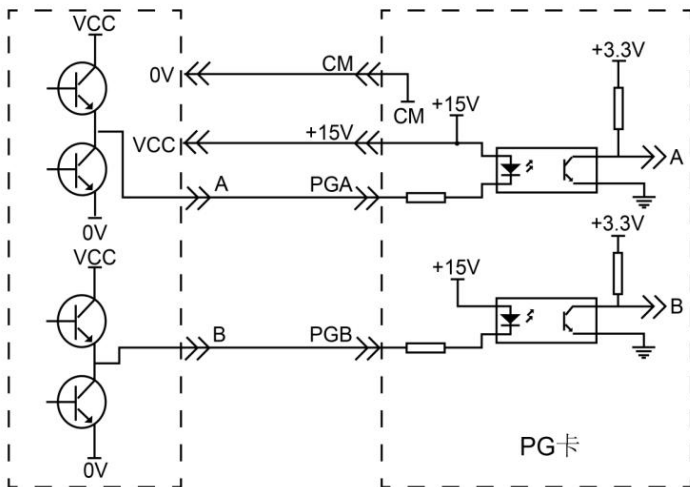 VCC
0V
CM
+3.3V
+15V
CM
VCC
+15V
A
PGA
A
0V
+3.3V
VCC
+15V
B
B
PGB
PG卡
0V